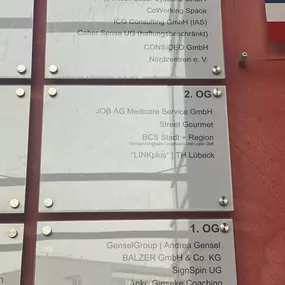 CoWorking Space
ICG Consulting GmbH (IAS)
Coher Sense UG (haftungsbeschränkt)
CONSIDEO GmbH
Nordzentren e. V.
2. OG
JOB AG Medicare Service GmbH
Street Gourmet
BCS Stadt + Region
"LINKplus" | TH Lübeck
1. OG
GenselGroup | Andrea Gensel
BALZER GmbH & Co. KG
SignSpin UG
Gieseke Coaching